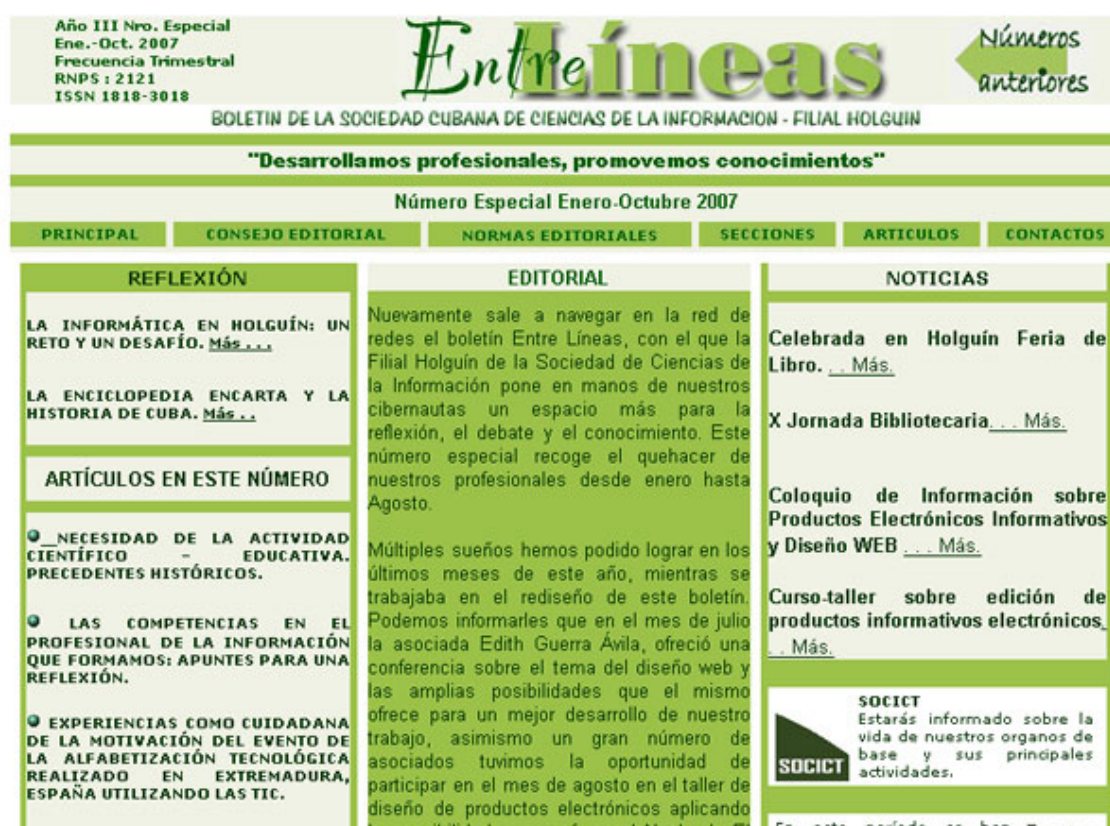 Año III Nro. Especial
Ene.-Oct. 2007
Frecuencia Trimestral
RNPS : 2121
ISSN 1818-3018
Entre Líneas
Números
anteriores
BOLETIN DE LA SOCIEDAD CUBANA DE CIENCIAS DE LA INFORMACION - FILIAL HOLGUIN
"Desarrollamos profesionales, promovemos conocimientos"
Número Especial Enero-Octubre 2007
PRINCIPAL CONSEJO EDITORIAL NORMAS EDITORIALES SECCIONES ARTICULOS CONTACTOS
REFLEXIÓN
LA INFORMÁTICA EN HOLGUÍN: UN
RETO Y UN DESAFÍO. Más . . .
LA ENCICLOPEDIA ENCARTA Y LA
HISTORIA DE CUBA. Más . .
ARTÍCULOS EN ESTE NÚMERO
NECESIDAD DE LA ACTIVIDAD
CIENTÍFICO – EDUCATIVA.
PRECEDENTES HISTÓRICOS.
LAS COMPETENCIAS EN EL
PROFESIONAL DE LA INFORMACIÓN
QUE FORMAMOS: APUNTES PARA UNA
REFLEXIÓN.
EXPERIENCIAS COMO CUIDADANA
DE LA MOTIVACIÓN DEL EVENTO DE
LA ALFABETIZACIÓN TECNOLÓGICA
REALIZADO EN EXTREMADURA,
ESPAÑA UTILIZANDO LAS TIC.
EDITORIAL
Nuevamente sale a navegar en la red de
redes el boletín Entre Líneas, con el que la
Filial Holguín de la Sociedad de Ciencias de
la Información pone en manos de nuestros
cibernautas un espacio más para la
reflexión, el debate y el conocimiento. Este
número especial recoge el quehacer de
nuestros profesionales desde enero hasta
Agosto.
Múltiples sueños hemos podido lograr en los
últimos meses de este año, mientras se
trabajaba en el rediseño de este boletín.
Podemos informarles que en el mes de julio
la asociada Edith Guerra Ávila, ofreció una
conferencia sobre el tema del diseño web y
las amplias posibilidades que el mismo
ofrece para un mejor desarrollo de nuestro
trabajo, asimismo un gran número de
asociados tuvimos la oportunidad de
participar en el mes de agosto en el taller de
diseño de productos electrónicos aplicando
NOTICIAS
Celebrada en Holguín Feria de
Libro. . . Más.
X Jornada Bibliotecaria. . . Más.
Coloquio de Información sobre
Productos Electrónicos Informativos
y Diseño WEB . . . Más.
Curso-taller sobre edición de
productos informativos electrónicos.
. . Más.
SOCICT
SOCICT
Estarás informado sobre la
vida de nuestros organos de
base y sus principales
actividades.